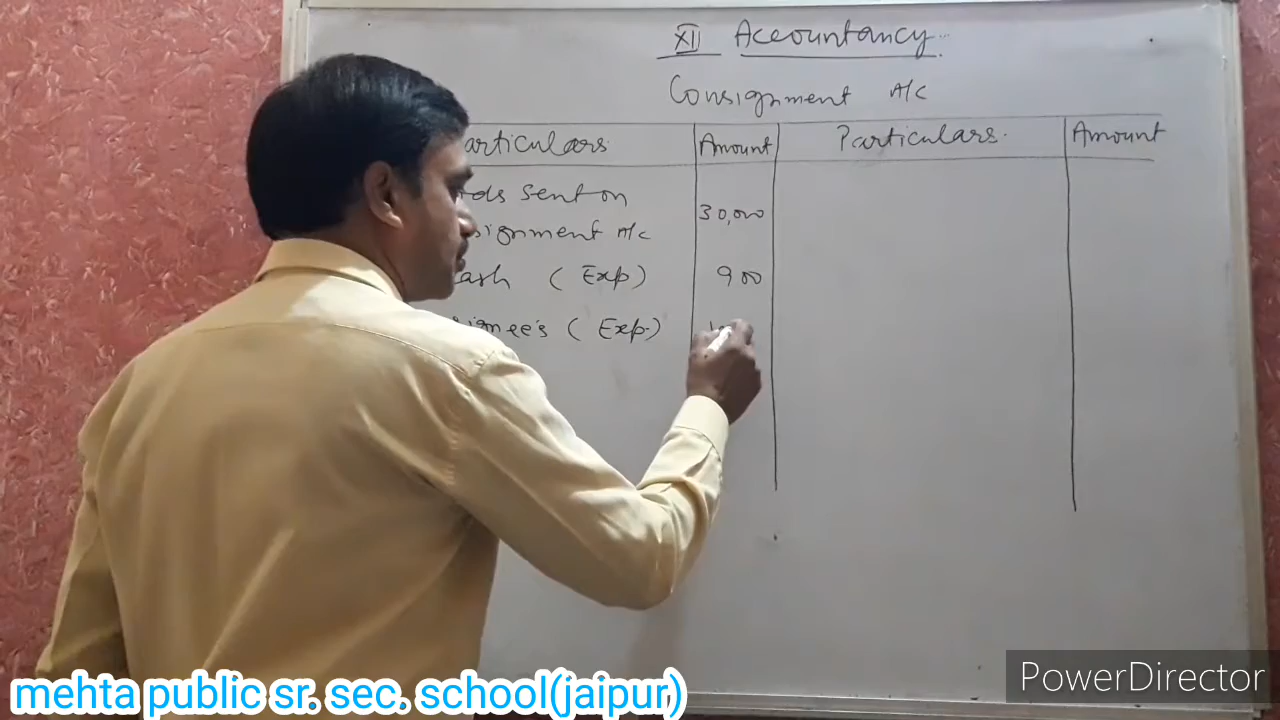 XII Accountancy
Consignment A/c
articulars Amount Particulars. Amount
ods sent on
signment A/c 30,000
ash (Exp) 900
signee's (Exp.)
mehta public sr. sec. school(jaipur)
PowerDirector